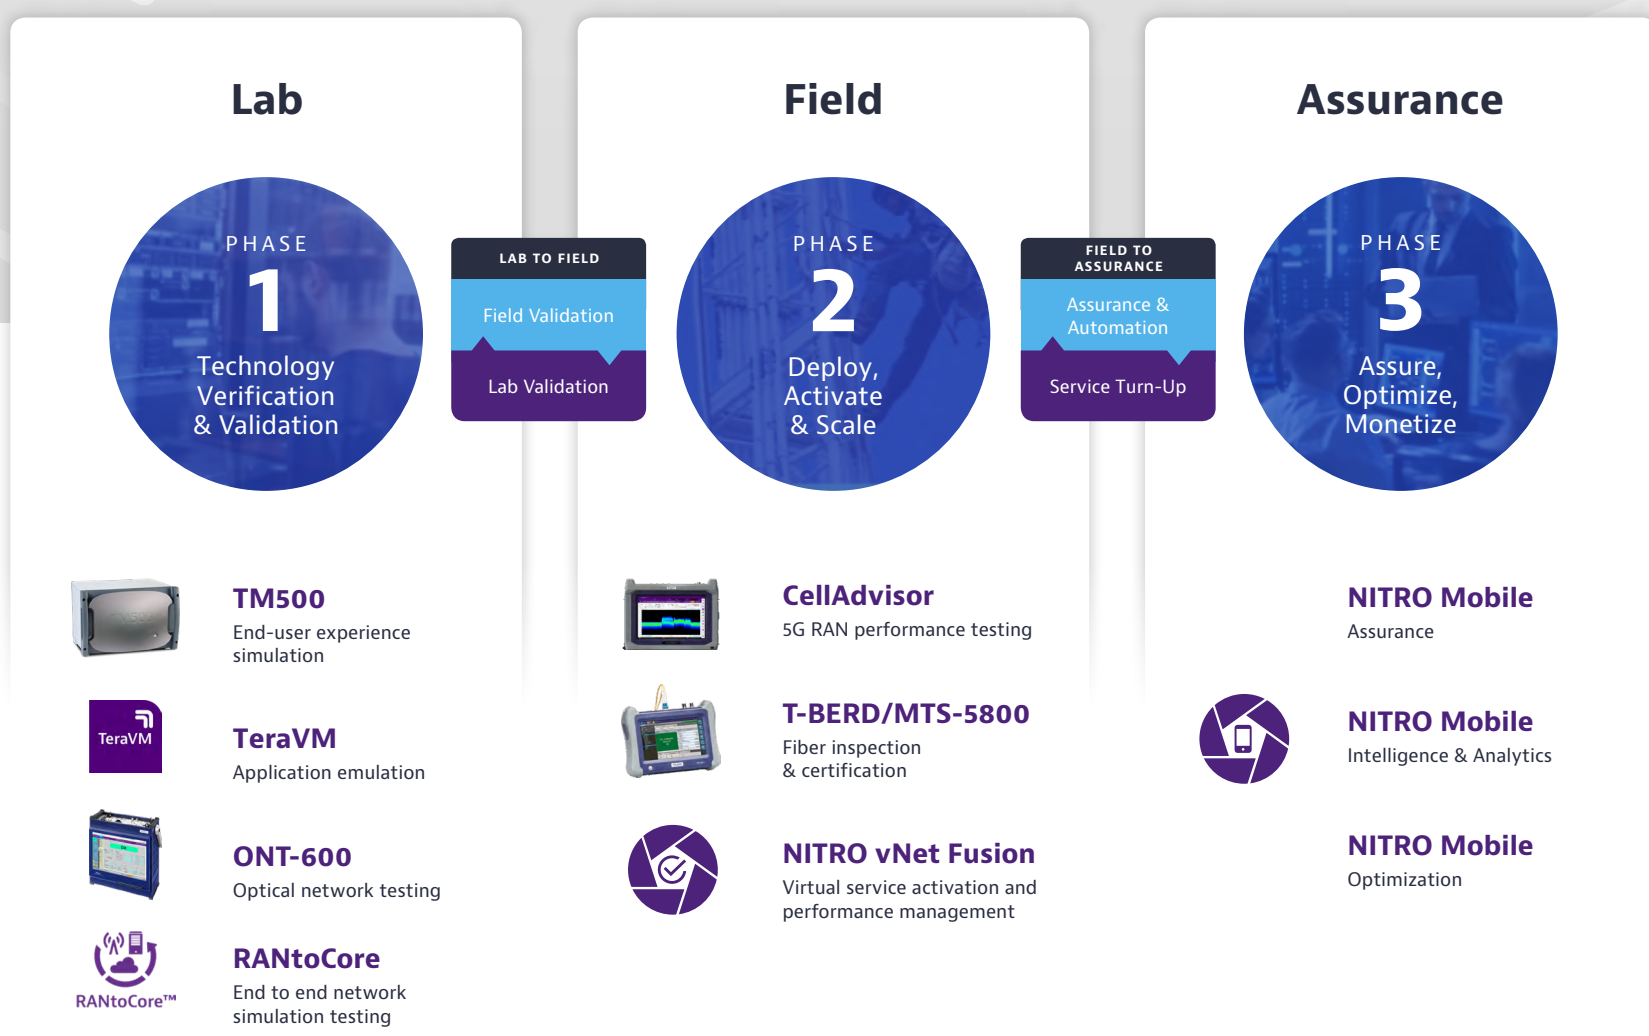 Lab
PHASE
1
Technology
Verification
& Validation
LAB TO FIELD
Field Validation
Lab Validation
TM500
End-user experience
simulation
TeraVM
TeraVM
Application emulation
ONT-600
Optical network testing
RANtoCore™
RANtoCore
End to end network
simulation testing
Field
PHASE
2
Deploy,
Activate
& Scale
FIELD TO
ASSURANCE
Assurance &
Automation
Service Turn-Up
CellAdvisor
5G RAN performance testing
T-BERD/MTS-5800
Fiber inspection
& certification
NITRO vNet Fusion
Virtual service activation and
performance management
Assurance
PHASE
3
Assure,
Optimize,
Monetize
NITRO Mobile
Assurance
NITRO Mobile
Intelligence & Analytics
NITRO Mobile
Optimization